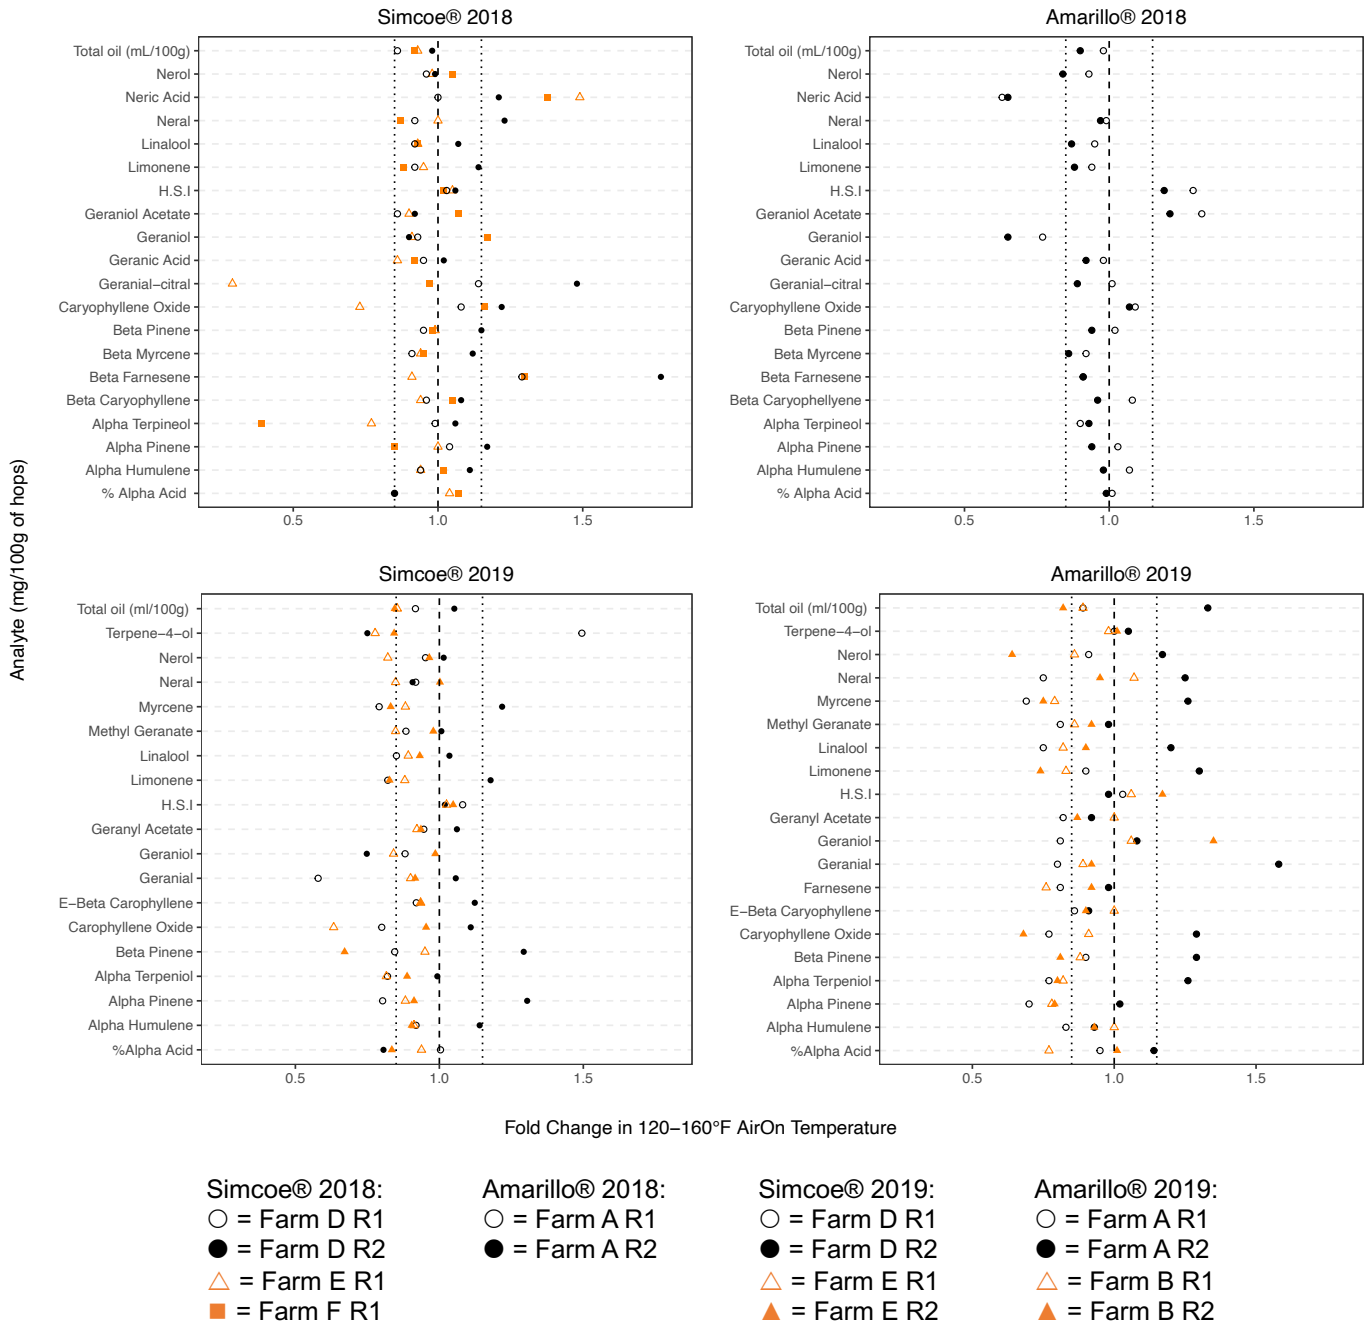 Simcoe® 2018
Total oil (mL/100g)
Nerol
Neric Acid
Neral
Linalool
Limonene
H.S.I
Geraniol Acetate
Geraniol
Geranic Acid
Geranial−citral
Caryophyllene Oxide
Beta Pinene
Beta Myrcene
Beta Farnesene
Beta Caryophyllene
Alpha Terpineol
Alpha Pinene
Alpha Humulene
% Alpha Acid
0.5 1.0 1.5
Amarillo® 2018
Total oil (mL/100g)
Nerol
Neric Acid
Neral
Linalool
Limonene
H.S.I
Geraniol Acetate
Geraniol
Geranic Acid
Geranial−citral
Caryophyllene Oxide
Beta Pinene
Beta Myrcene
Beta Farnesene
Beta Caryophellyene
Alpha Terpineol
Alpha Pinene
Alpha Humulene
% Alpha Acid
0.5 1.0 1.5
Analyte (mg/100g of hops)
Simcoe® 2019
Total oil (ml/100g)
Terpene−4−ol
Nerol
Neral
Myrcene
Methyl Geranate
Linalool
Limonene
H.S.I
Geranyl Acetate
Geraniol
Geranial
E−Beta Carophyllene
Carophyllene Oxide
Beta Pinene
Alpha Terpeniol
Alpha Pinene
Alpha Humulene
%Alpha Acid
0.5 1.0 1.5
Amarillo® 2019
Total oil (ml/100g)
Terpene−4−ol
Nerol
Neral
Myrcene
Methyl Geranate
Linalool
Limonene
H.S.I
Geranyl Acetate
Geraniol
Geranial
Farnesene
E−Beta Caryophyllene
Caryophyllene Oxide
Beta Pinene
Alpha Terpeniol
Alpha Pinene
Alpha Humulene
%Alpha Acid
0.5 1.0 1.5
Fold Change in 120−160°F AirOn Temperature
Simcoe® 2018:
= Farm D R1
= Farm D R2
= Farm E R1
= Farm F R1
Amarillo® 2018:
= Farm A R1
= Farm A R2
Simcoe® 2019:
= Farm D R1
= Farm D R2
= Farm E R1
= Farm E R2
Amarillo® 2019:
= Farm A R1
= Farm A R2
= Farm B R1
= Farm B R2